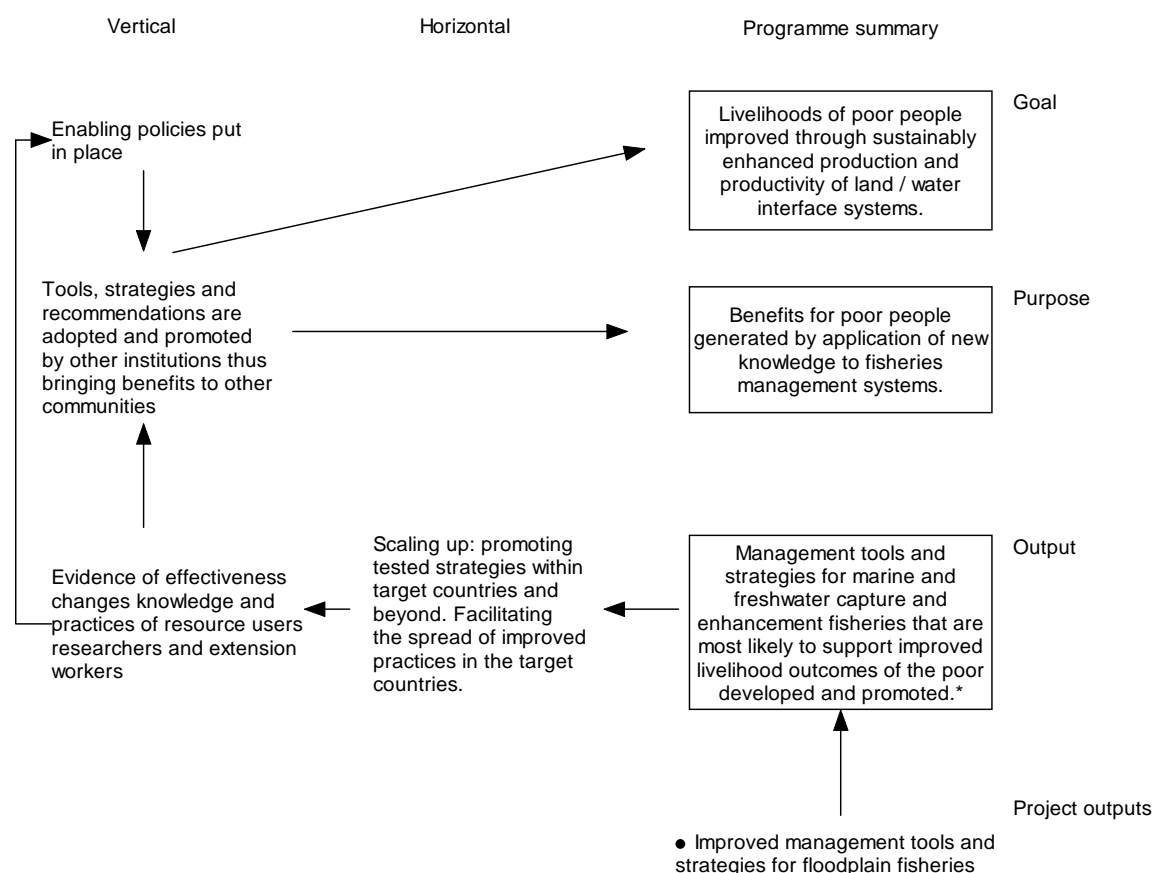 Vertical
Horizontal
Programme summary
Enabling policies put
in place
Livelihoods of poor people
improved through sustainably
enhanced production and
productivity of land / water
interface systems.
Goal
Tools, strategies and
recommendations are
adopted and promoted
by other institutions thus
bringing benefits to other
communities
Benefits for poor people
generated by application of new
knowledge to fisheries
management systems.
Purpose
Evidence of effectiveness
changes knowledge and
practices of resource users
researchers and extension
workers
Scaling up: promoting
tested strategies within
target countries and
beyond. Facilitating
the spread of improved
practices in the target
countries.
Management tools and
strategies for marine and
freshwater capture and
enhancement fisheries that are
most likely to support improved
livelihood outcomes of the poor
developed and promoted.*
Output
Project outputs
● Improved management tools and
strategies for floodplain fisheries